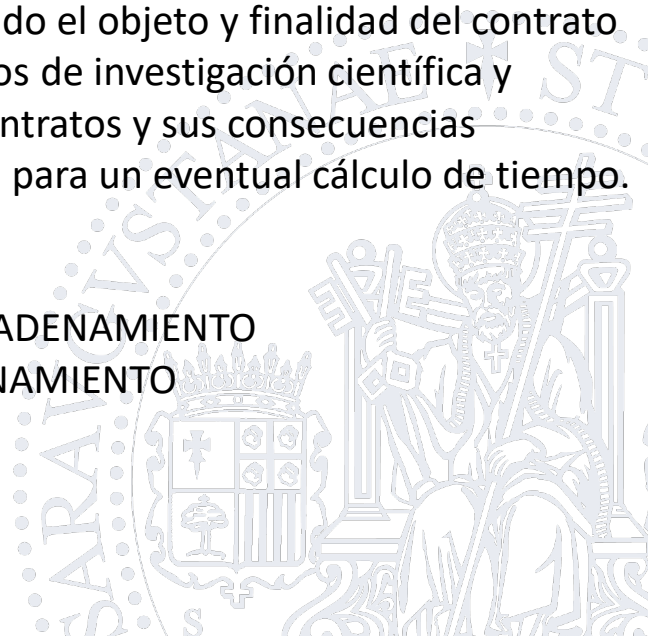 do el objeto y finalidad del contrato
os de investigación científica y
ntratos y sus consecuencias
para un eventual cálculo de tiempo.
ADENAMIENTO
NAMIENTO